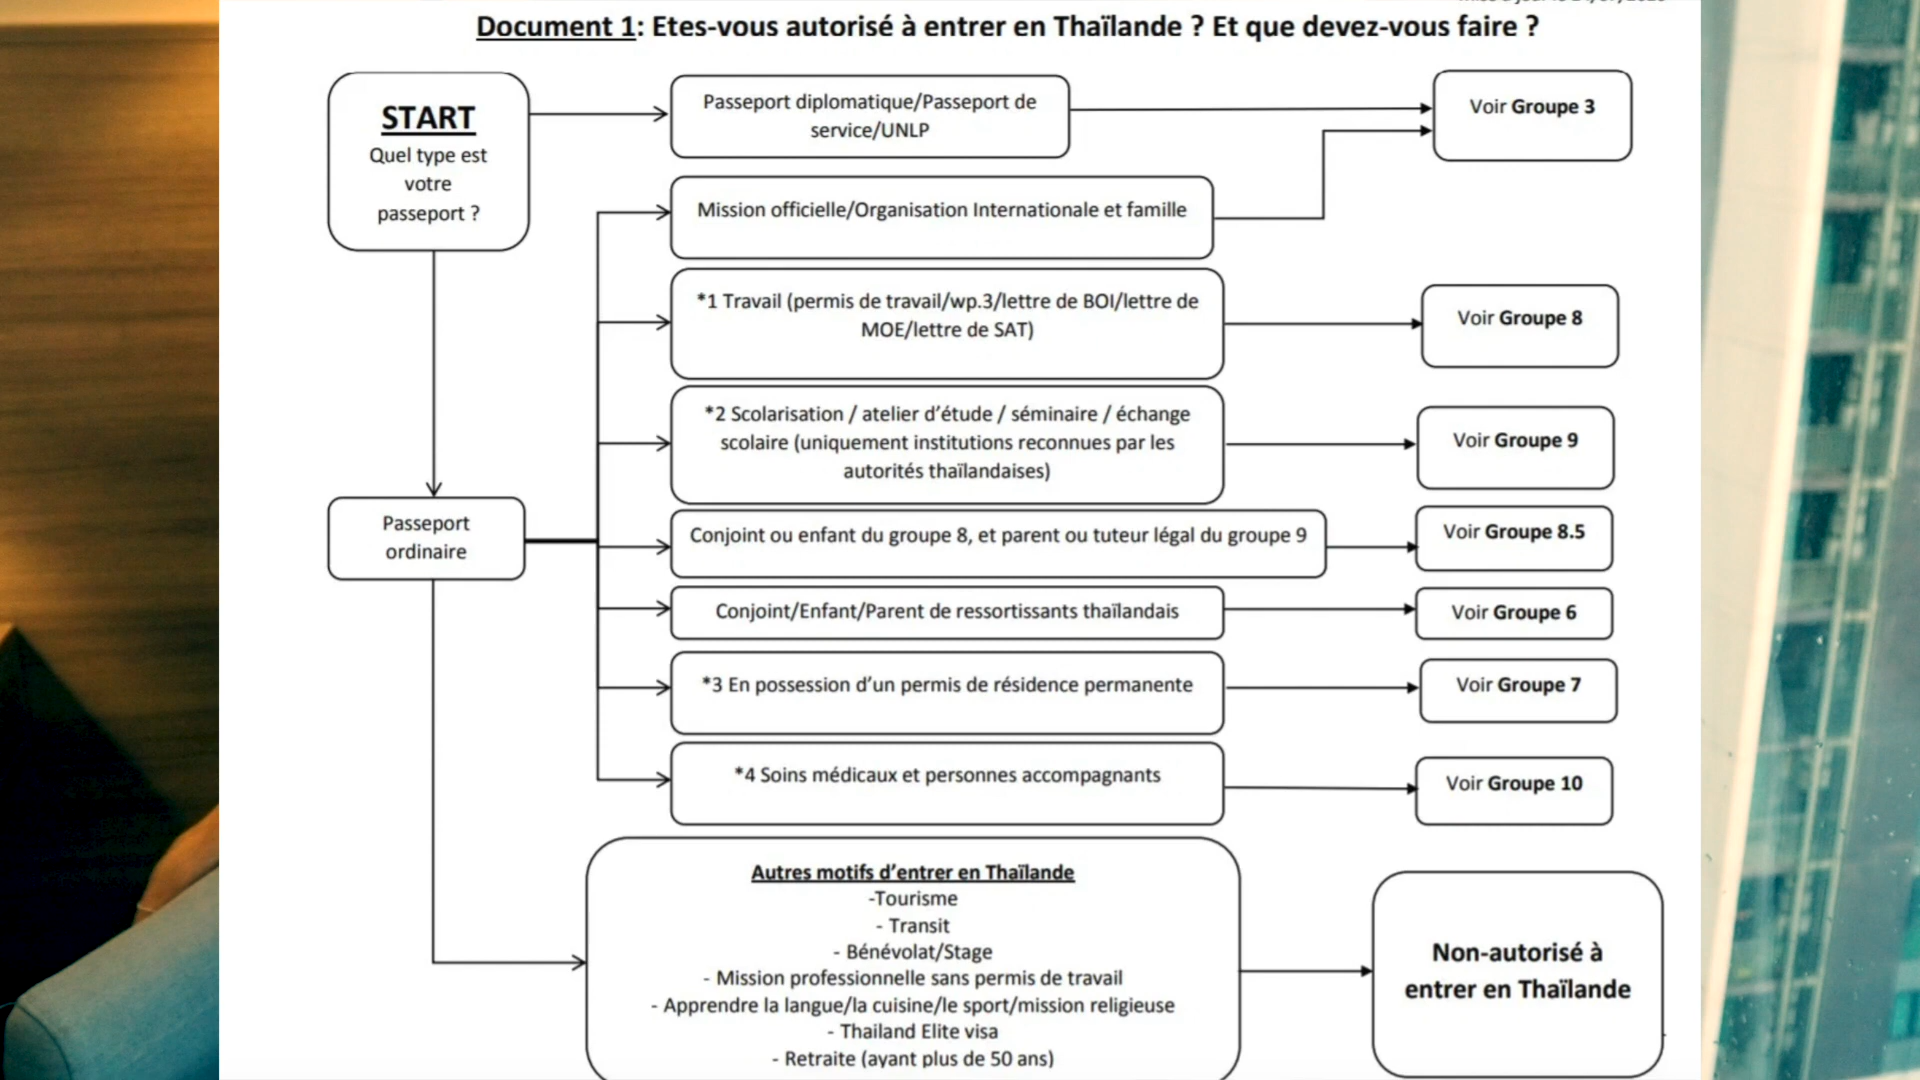 Document 1: Etes-vous autorisé à entrer en Thaïlande ? Et que devez-vous faire ?
START
Quel type est
votre
passeport ?
Passeport diplomatique/Passeport de
service/UNLP
Voir Groupe 3
Mission officielle/Organisation Internationale et famille
*1 Travail (permis de travail/wp.3/lettre de BOI/lettre de
MOE/lettre de SAT)
Voir Groupe 8
*2 Scolarisation / atelier d'étude / séminaire / échange
scolaire (uniquement institutions reconnues par les
autorités thaïlandaises)
Voir Groupe 9
Passeport
ordinaire
Conjoint ou enfant du groupe 8, et parent ou tuteur légal du groupe 9
Voir Groupe 8.5
Conjoint/Enfant/Parent de ressortissants thaïlandais
Voir Groupe 6
*3 En possession d'un permis de résidence permanente
Voir Groupe 7
*4 Soins médicaux et personnes accompagnants
Voir Groupe 10
Autres motifs d'entrer en Thaïlande
-Tourisme
- Transit
- Bénévolat/Stage
- Mission professionnelle sans permis de travail
- Apprendre la langue/la cuisine/le sport/mission religieuse
- Thailand Elite visa
- Retraite (ayant plus de 50 ans)
Non-autorisé à
entrer en Thaïlande